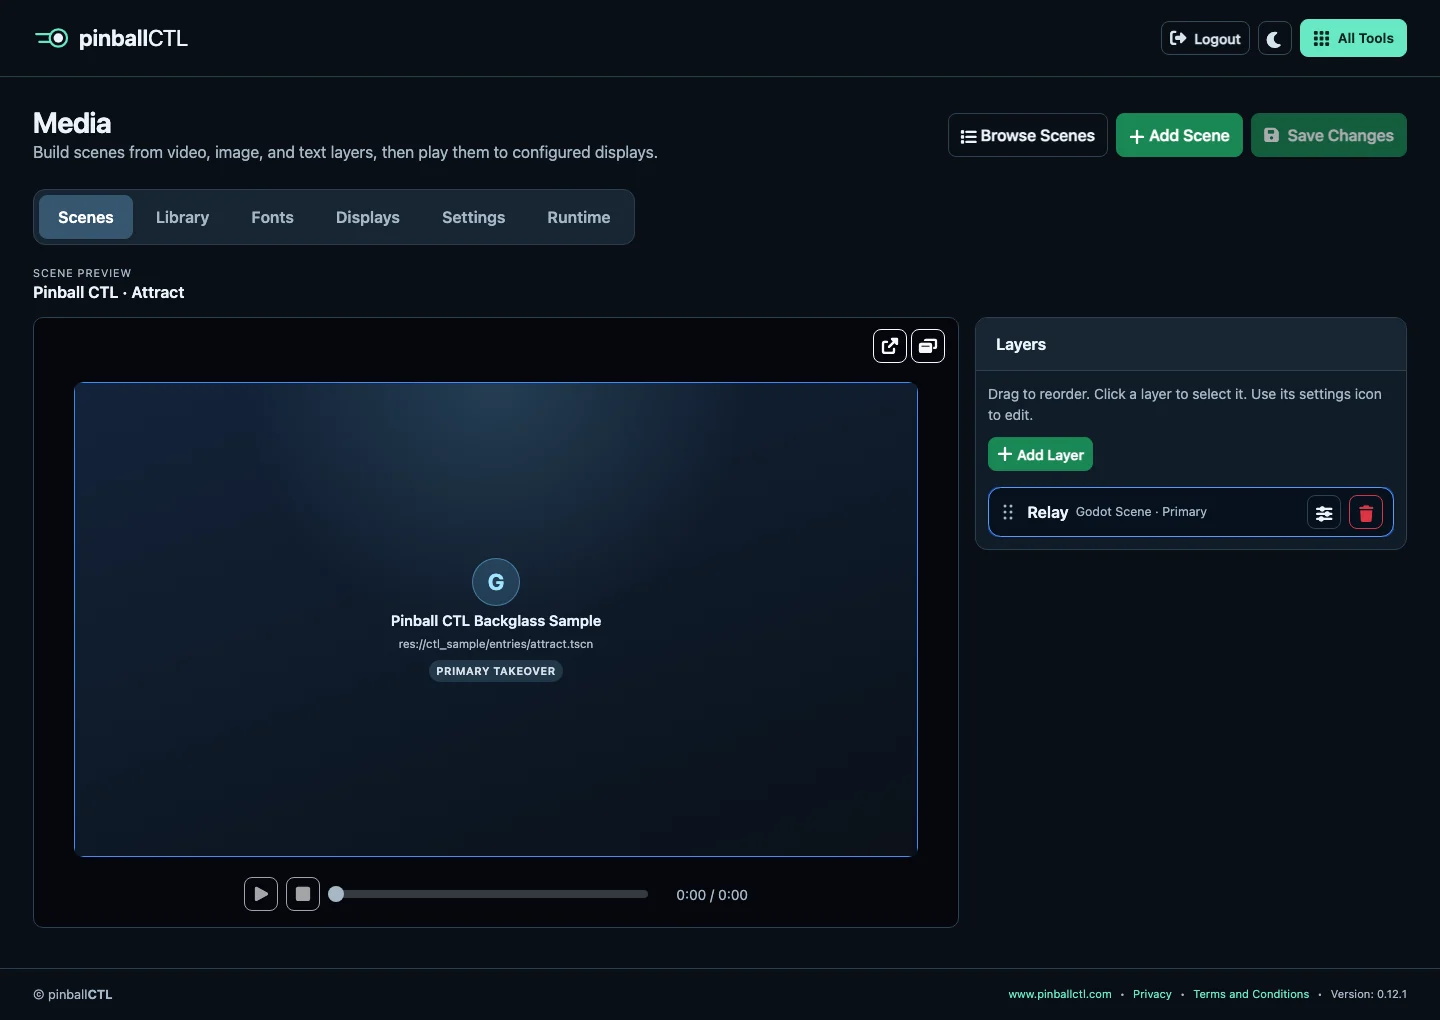 pinballCTL
Logout
All Tools
Media
Build scenes from video, image, and text layers, then play them to configured displays.
Browse Scenes
Add Scene
Save Changes
Scenes
Library
Fonts
Displays
Settings
Runtime
SCENE PREVIEW
Pinball CTL · Attract
G
Pinball CTL Backglass Sample
res://ctl_sample/entries/attract.tscn
PRIMARY TAKEOVER
0:00 / 0:00
Layers
Drag to reorder. Click a layer to select it. Use its settings icon
to edit.
Add Layer
Relay Godot Scene · Primary
© pinballCTL
www.pinballctl.com • Privacy • Terms and Conditions • Version: 0.12.1